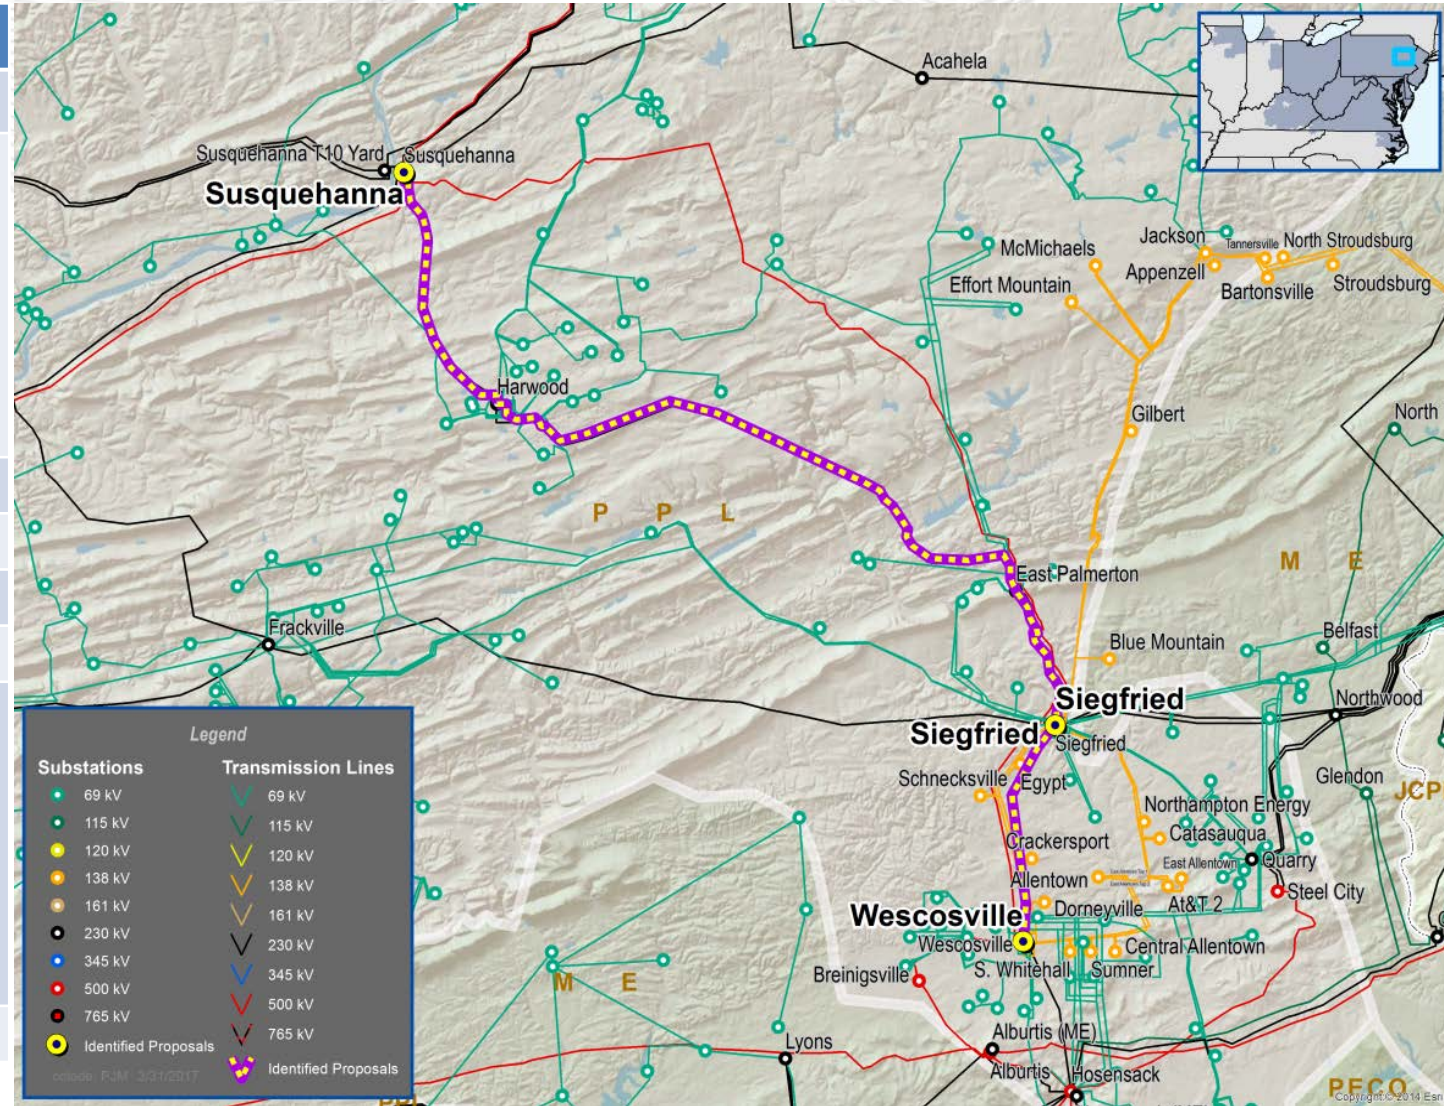 Acahela
Susquehanna T10 Yard
Susquehanna
Susquehanna
McMichaels
Jackson
Tannersville
North Stroudsburg
Effort Mountain
Appenzell
Bartonsville
Stroudsburg
Harwood
Gilbert
North
P P L
M E
East Palmerton
Frackville
Blue Mountain
Belfast
Siegfried
Northwood
Siegfried
Siegfried
Schnecksville
Egypt
Glendon
JCP
Northampton Energy
Crackersport
Catasauqua
East Allentown
Quarry
Allentown
At&T 2
Steel City
Wescosville
Dorneyville
Wescosville
Central Allentown
Breinigsville
S. Whitehall
Sumner
M E
Lyons
Alburtis (ME)
Alburtis
Hosensack
PECO
PPL
Legend
Substations
69 kV
115 kV
120 kV
138 kV
161 kV
230 kV
345 kV
500 kV
765 kV
Identified Proposals
Transmission Lines
69 kV
115 kV
120 kV
138 kV
161 kV
230 kV
345 kV
500 kV
765 kV
Identified Proposals
Copyright:© 2014 Esri